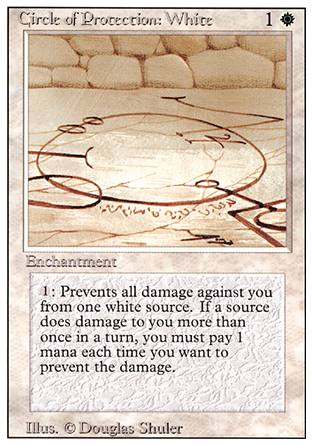 Circle of Protection: White 1
Enchantment
1: Prevents all damage against you
from one white source. If a source
does damage to you more than
once in a turn, you must pay 1
mana each time you want to
prevent the damage.
Illus. © Douglas Shuler